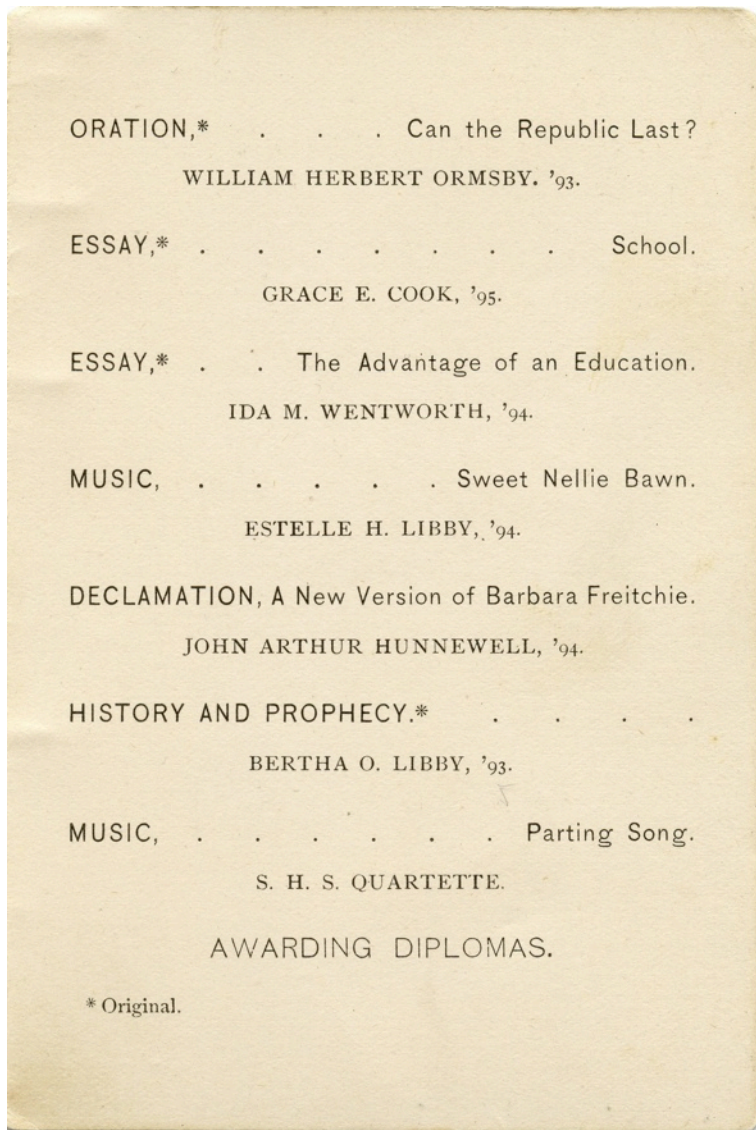 ORATION,* . . . Can the Republic Last?
WILLIAM HERBERT ORMSBY. '93.
ESSAY,* . . . . . . . School.
GRACE E. COOK, '95.
ESSAY,* . . The Advantage of an Education.
IDA M. WENTWORTH, '94.
MUSIC, . . . . . Sweet Nellie Bawn.
ESTELLE H. LIBBY, '94.
DECLAMATION, A New Version of Barbara Freitchie.
JOHN ARTHUR HUNNEWELL, '94.
HISTORY AND PROPHECY.* . . . .
BERTHA O. LIBBY, '93.
MUSIC, . . . . . . Parting Song.
S. H. S. QUARTETTE.
AWARDING DIPLOMAS.
* Original.